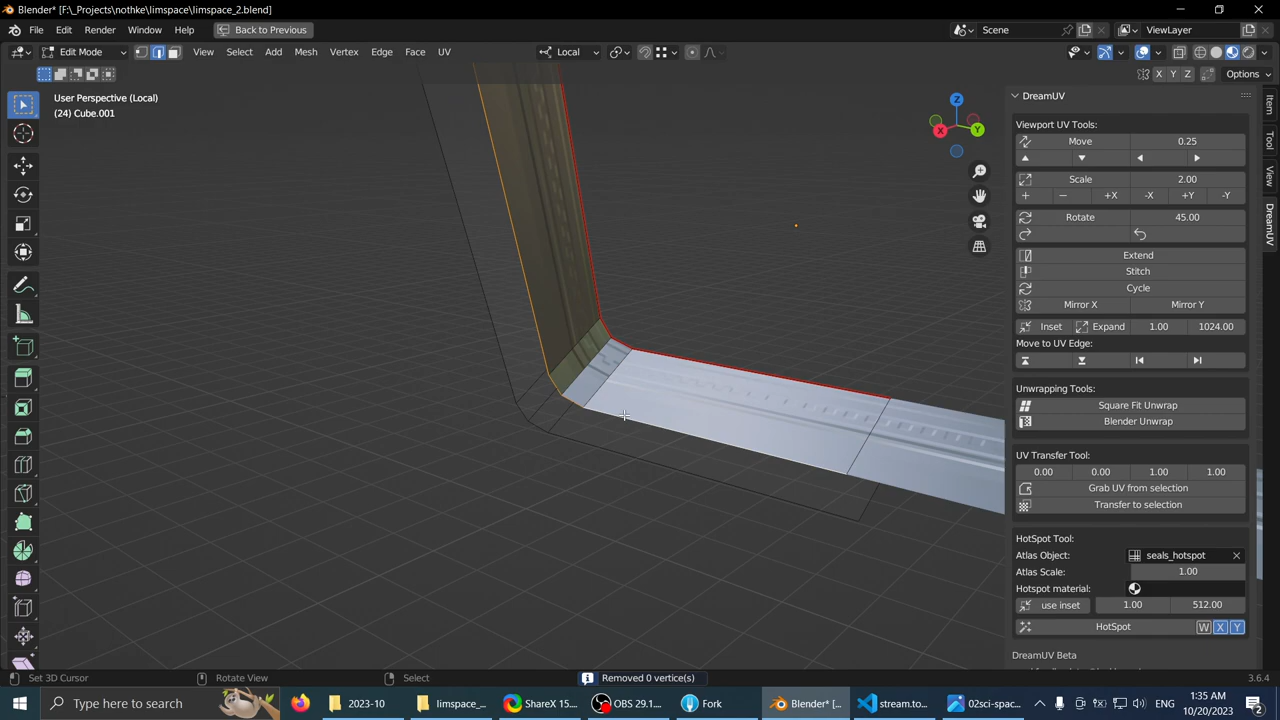 Blender* [F:\_Projects\nothke\limspace\limspace_2.blend]
File Edit Render Window Help Back to Previous Scene ViewLayer
Edit Mode View Select Add Mesh Vertex Edge Face UV Local
X Y Z Options
User Perspective (Local)
(24) Cube.001
Z
X Y
Item
Tool
View
DreamUV
DreamUV
Viewport UV Tools:
Move 0.25
Scale 2.00
+ − +X -X +Y -Y
Rotate 45.00
Extend
Stitch
Cycle
Mirror X Mirror Y
Inset Expand 1.00 1024.00
Move to UV Edge:
Unwrapping Tools:
Square Fit Unwrap
Blender Unwrap
UV Transfer Tool:
0.00 0.00 1.00 1.00
Grab UV from selection
Transfer to selection
HotSpot Tool:
Atlas Object: seals_hotspot
Atlas Scale: 1.00
Hotspot material:
use inset 1.00 512.00
HotSpot W X Y
DreamUV Beta
Set 3D Cursor Rotate View Select Removed 0 vertice(s) 3.6.4
Type here to search 2023-10 limspace_... ShareX 15.... OBS 29.1.... Fork Blender* [... stream.to... 02sci-spac... 1:35 AM
10/20/2023 2